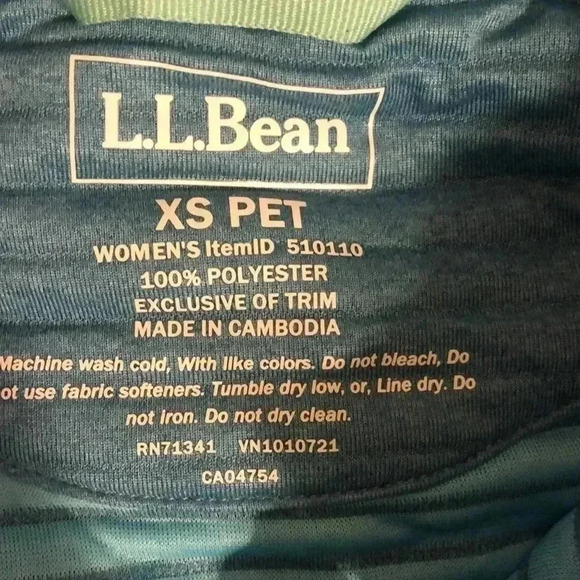 L.L.Bean
XS PET
WOMEN'S ItemID 510110
100% POLYESTER
EXCLUSIVE OF TRIM
MADE IN CAMBODIA
Machine wash cold, With like colors. Do not bleach, Do
ot use fabric softeners. Tumble dry low, or, Line dry. Do
not iron. Do not dry clean.
RN71341 VN1010721
CA04754